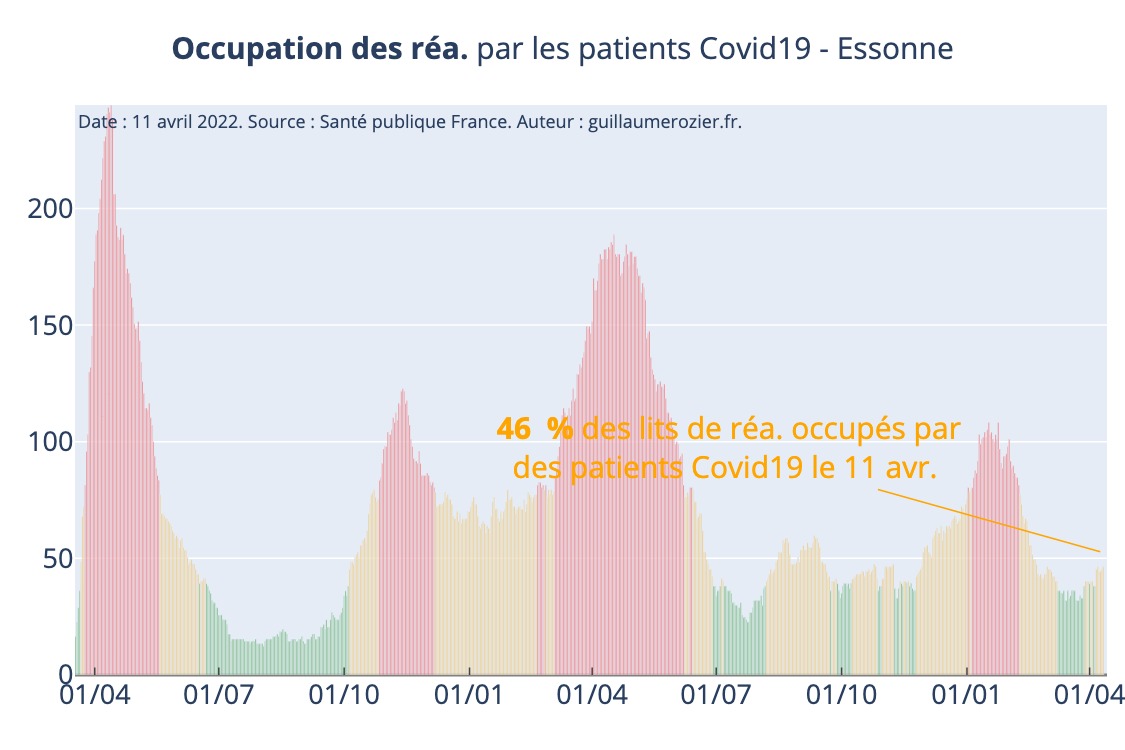 Occupation des réa. par les patients Covid19 - Essonne
Date : 11 avril 2022. Source : Santé publique France. Auteur : guillaumerozier.fr.
200
150
100
50
0
46 % des lits de réa. occupés par
des patients Covid19 le 11 avr.
01/04 01/07 01/10 01/01 01/04 01/07 01/10 01/01 01/04